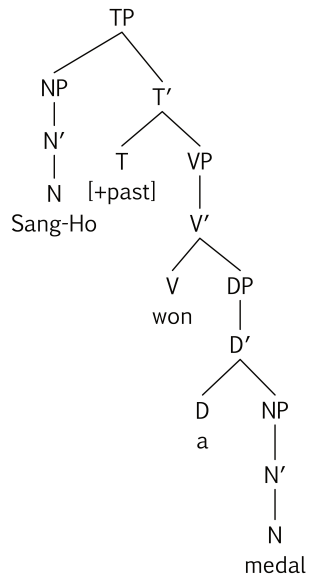 TP
NP T′
N′ T VP
N [+past]
Sang-Ho V′
V DP
won
D′
D NP
a
N′
N
medal